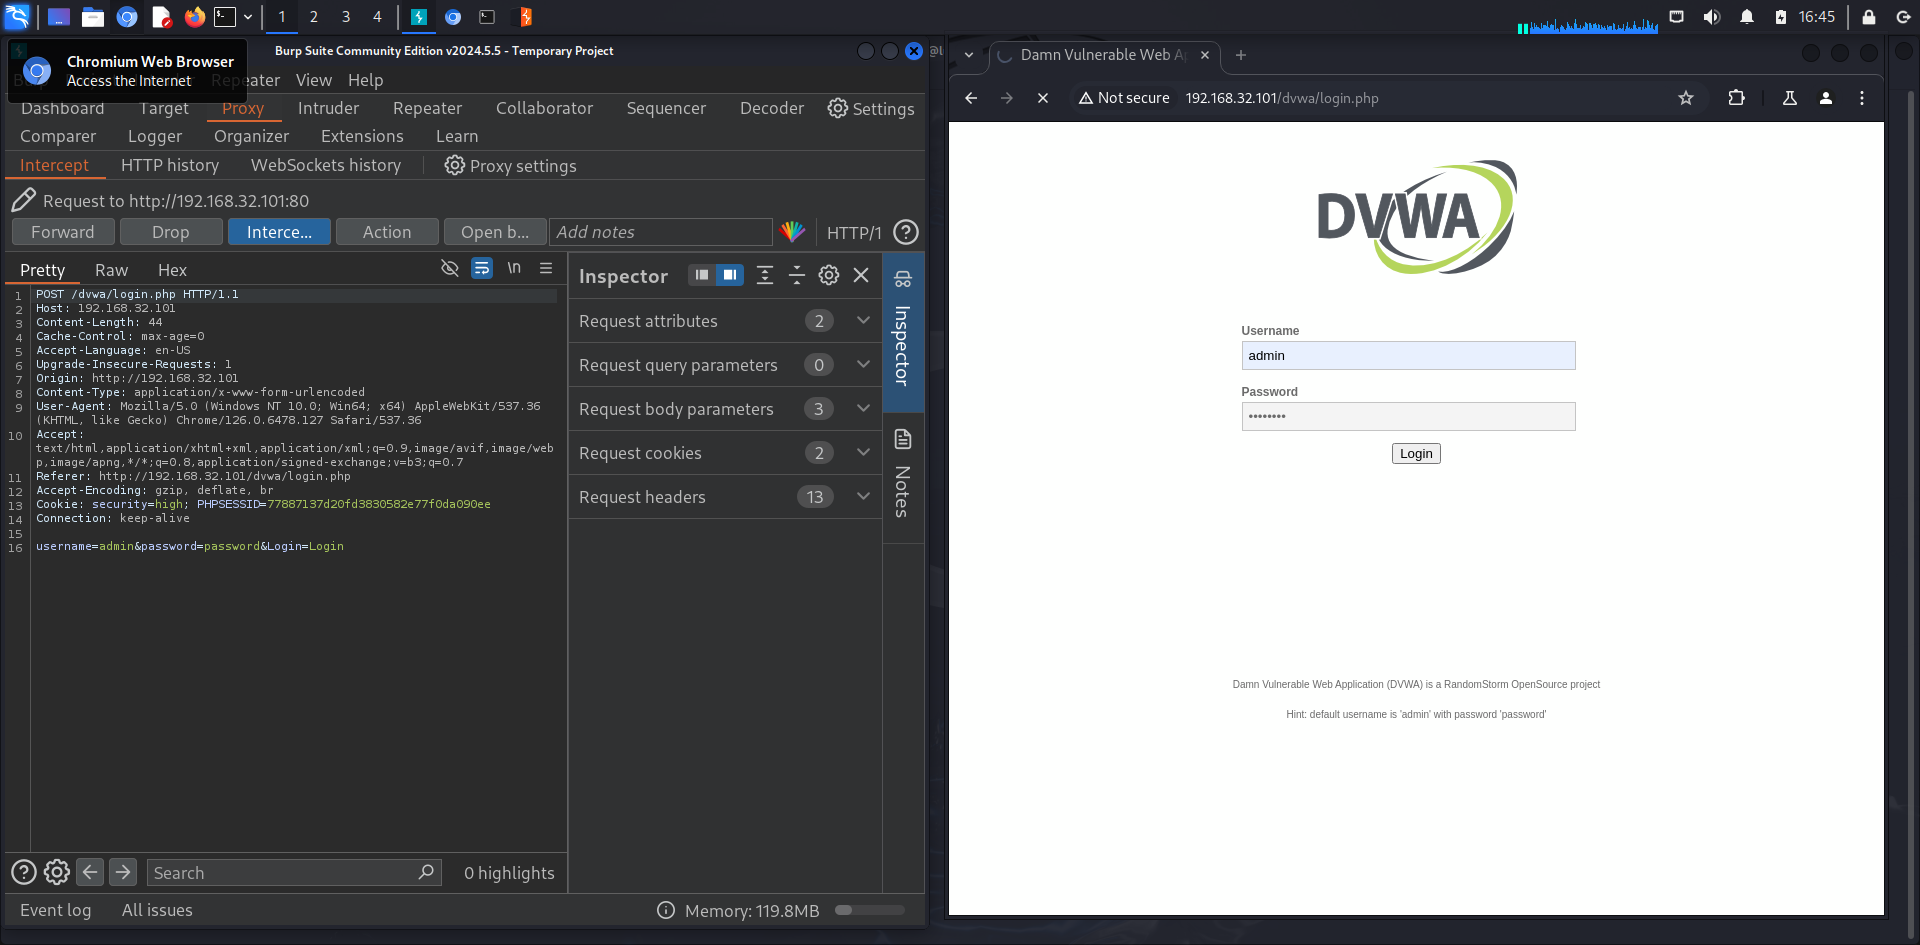 1 2 3 4
16:45
Burp Suite Community Edition v2024.5.5 - Temporary Project
Chromium Web Browser
Access the Internet
Repeater View Help
Dashboard Target Proxy Intruder Repeater Collaborator Sequencer Decoder Settings
Comparer Logger Organizer Extensions Learn
Intercept HTTP history WebSockets history Proxy settings
Request to http://192.168.32.101:80
Forward Drop Interce... Action Open b... Add notes HTTP/1 ?
Pretty Raw Hex \n
1 POST /dvwa/login.php HTTP/1.1
2 Host: 192.168.32.101
3 Content-Length: 44
4 Cache-Control: max-age=0
5 Accept-Language: en-US
6 Upgrade-Insecure-Requests: 1
7 Origin: http://192.168.32.101
8 Content-Type: application/x-www-form-urlencoded
9 User-Agent: Mozilla/5.0 (Windows NT 10.0; Win64; x64) AppleWebKit/537.36
(KHTML, like Gecko) Chrome/126.0.6478.127 Safari/537.36
10 Accept:
text/html,application/xhtml+xml,application/xml;q=0.9,image/avif,image/web
p,image/apng,*/*;q=0.8,application/signed-exchange;v=b3;q=0.7
11 Referer: http://192.168.32.101/dvwa/login.php
12 Accept-Encoding: gzip, deflate, br
13 Cookie: security=high; PHPSESSID=77887137d20fd3830582e77f0da090ee
14 Connection: keep-alive
15
16 username=admin&password=password&Login=Login
Inspector
Request attributes 2
Request query parameters 0
Request body parameters 3
Request cookies 2
Request headers 13
Inspector
Notes
? Search 0 highlights
Event log All issues Memory: 119.8MB
Damn Vulnerable Web Ap
Not secure 192.168.32.101/dvwa/login.php
DVWA
Username
admin
Password
••••••••
Login
Damn Vulnerable Web Application (DVWA) is a RandomStorm OpenSource project
Hint: default username is 'admin' with password 'password'